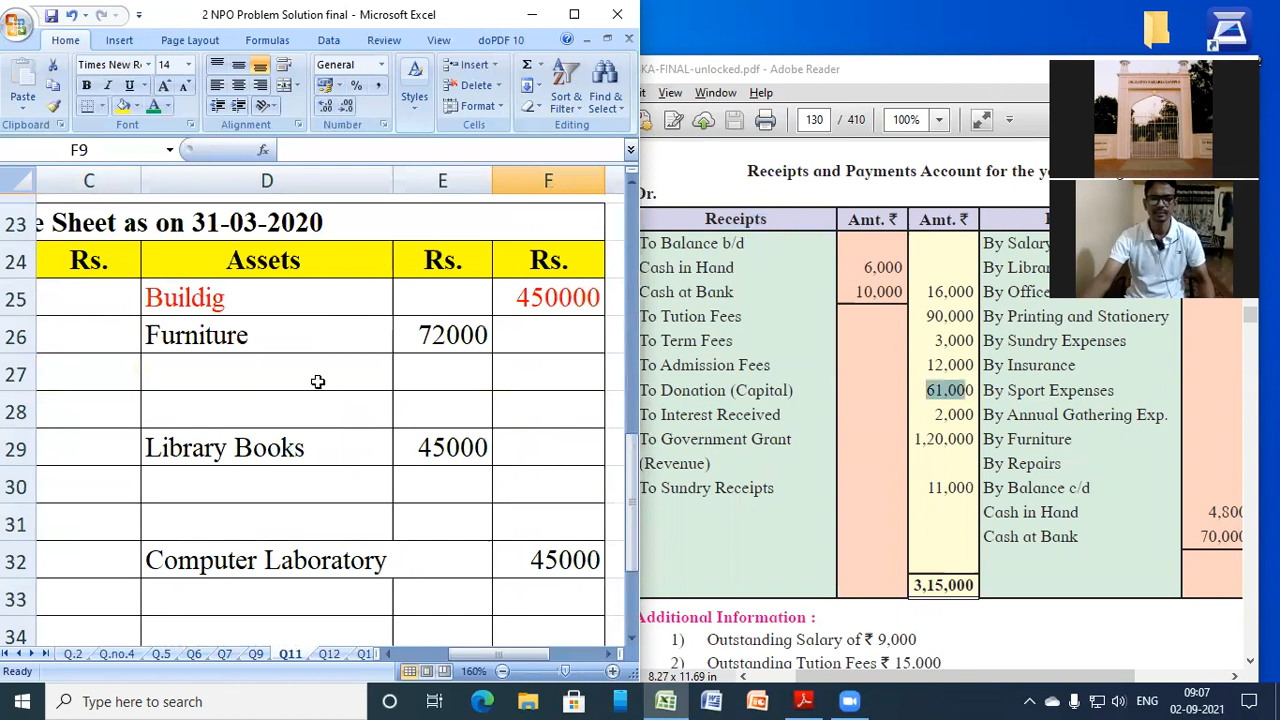 2 NPO Problem Solution final - Microsoft Excel
Home Insert Page Layout Formulas Data Review View doPDF 10
Paste
Clipboard
Times New Ro 14
B I U
Font
Alignment
General
Number
Styles
Insert
Delete
Format
Cells
Sort & Filter
Find & Select
Editing
F9
fx
C D E F
23 e Sheet as on 31-03-2020
24 Rs. Assets Rs. Rs.
25 Buildig 450000
26 Furniture 72000
27
28
29 Library Books 45000
30
31
32 Computer Laboratory 45000
33
34
Q.2 Q.no.4 Q.5 Q6 Q7 Q9 Q11 Q12 Q1
Ready 160%
KA-FINAL-unlocked.pdf - Adobe Reader
it View Window Help
130 / 410 100%
Receipts and Payments Account for the ye
Dr.
Receipts Amt. ₹ Amt. ₹
To Balance b/d By Salary
Cash in Hand 6,000 By Libra
Cash at Bank 10,000 16,000 By Office
To Tution Fees 90,000 By Printing and Stationery
To Term Fees 3,000 By Sundry Expenses
To Admission Fees 12,000 By Insurance
To Donation (Capital) 61,000 By Sport Expenses
To Interest Received 2,000 By Annual Gathering Exp.
To Government Grant 1,20,000 By Furniture
(Revenue) By Repairs
To Sundry Receipts 11,000 By Balance c/d
Cash in Hand 4,800
Cash at Bank 70,000
3,15,000
Additional Information :
1) Outstanding Salary of ₹ 9,000
2) Outstanding Tution Fees ₹ 15,000
8.27 x 11.69 in
Type here to search
ENG
09:07
02-09-2021